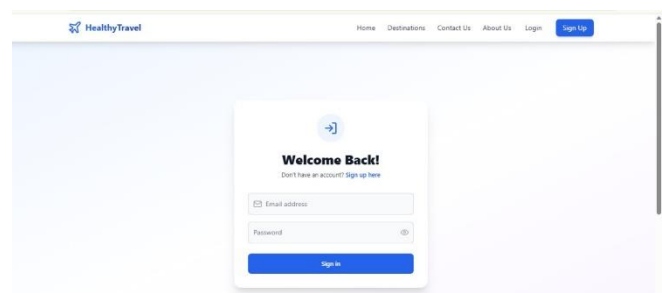 HealthyTravel
Home Destinations Contact Us About Us Login Sign Up
Welcome Back!
Don't have an account? Sign up here
Email address
Password
Sign in